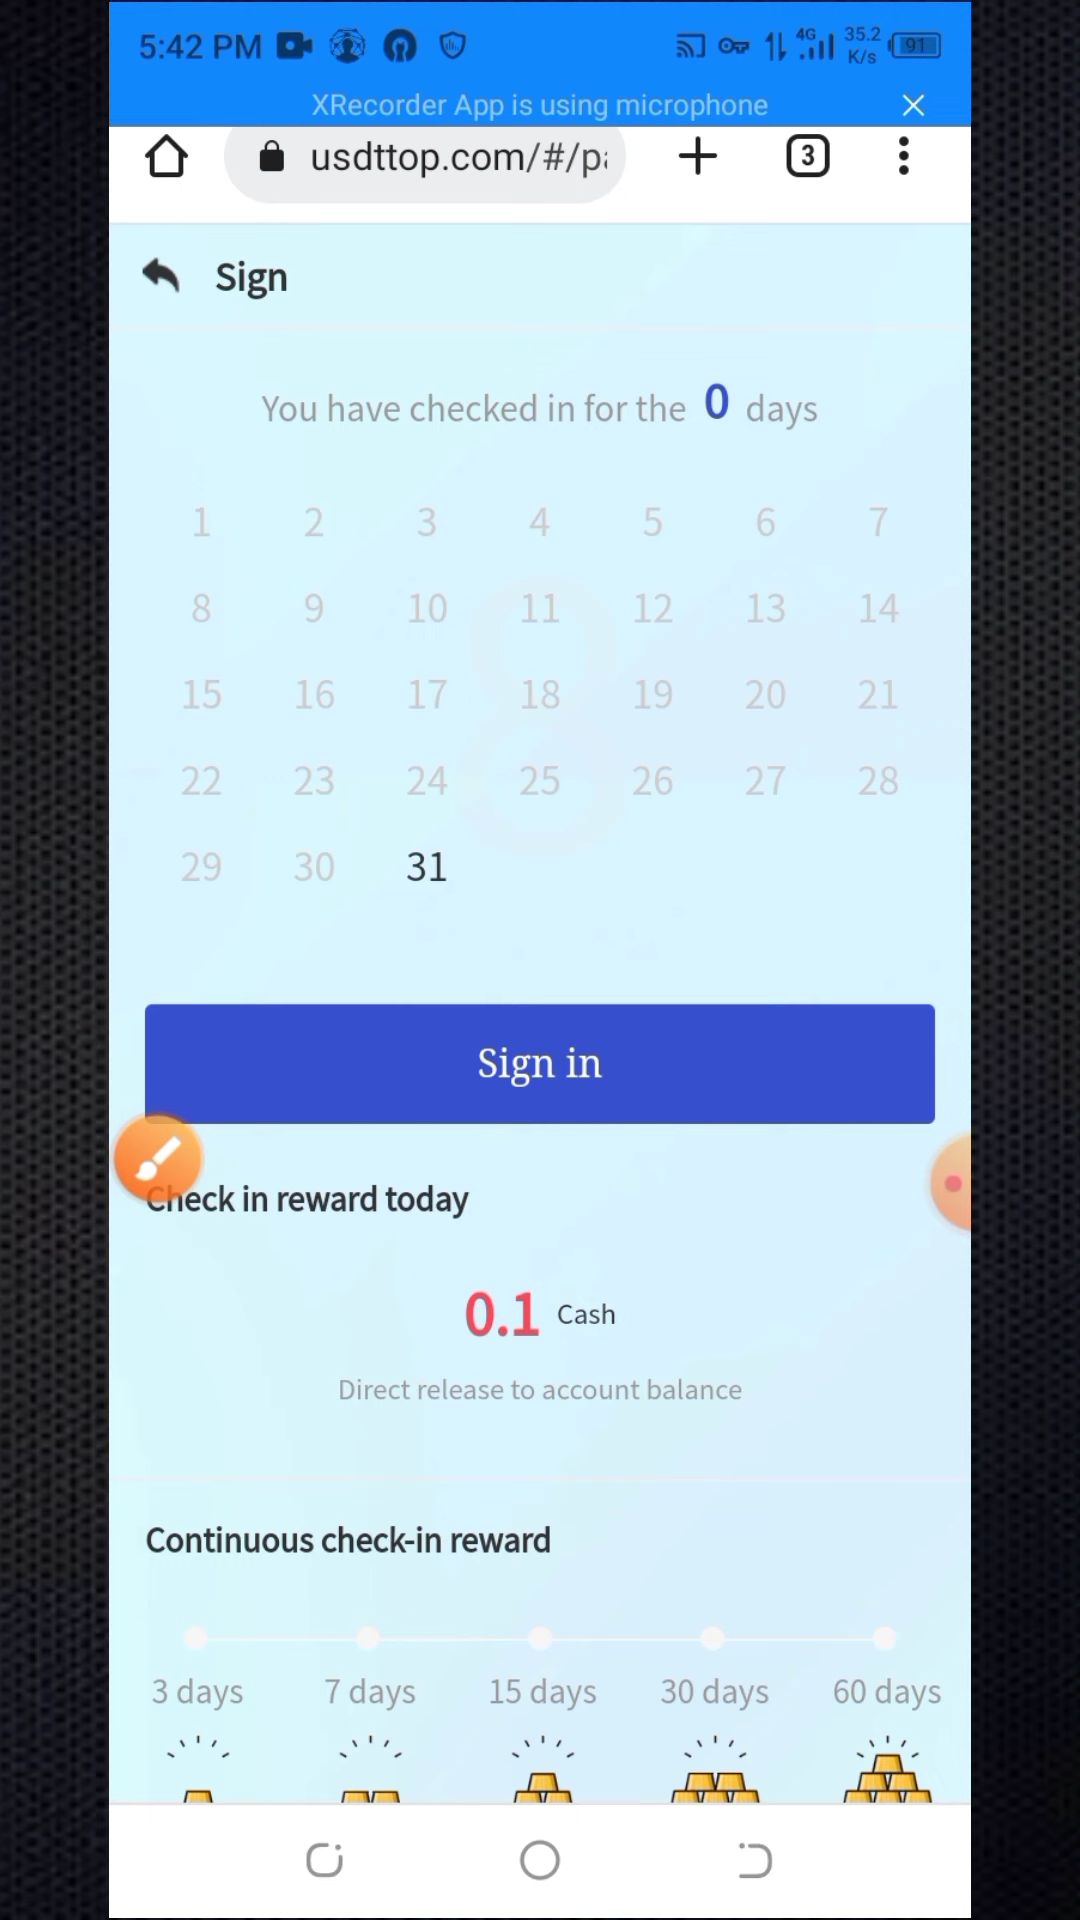 5:42 PM 4G 35.2 K/s 91
XRecorder App is using microphone
usdttop.com/#/pa 3
Sign
You have checked in for the 0 days
1 2 3 4 5 6 7
8 9 10 11 12 13 14
15 16 17 18 19 20 21
22 23 24 25 26 27 28
29 30 31
8
Sign in
Check in reward today
0.1 Cash
Direct release to account balance
Continuous check-in reward
3 days 7 days 15 days 30 days 60 days